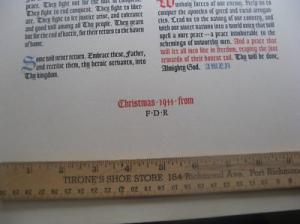 peace. They fight not for the lust of
They fight to end conquest. They fight to liber-
ate. They fight to let justice arise, and tolerance
and good will among all Thy people. They yearn
but for the end of battle, for their return to the haven
of home.
Some will never return. Embrace these, Father,
and receive them, Thy heroic servants, into
Thy kingdom.
unholy forces of our enemy. Help us to
conquer the apostles of greed and racial arrogan-
cies. Lead us to the saving of our country, and
with our sister nations into a world unity that will
spell a sure peace - a peace invulnerable to the
schemings of unworthy men. And a peace that
will let all men live in freedom, reaping the just
rewards of their honest toil. Thy will be done,
Almighty God. AMEN
Christmas · 1944 · from
F·D·R
TIRONE'S SHOE STORE 184 Richmond Ave. Port Richmond